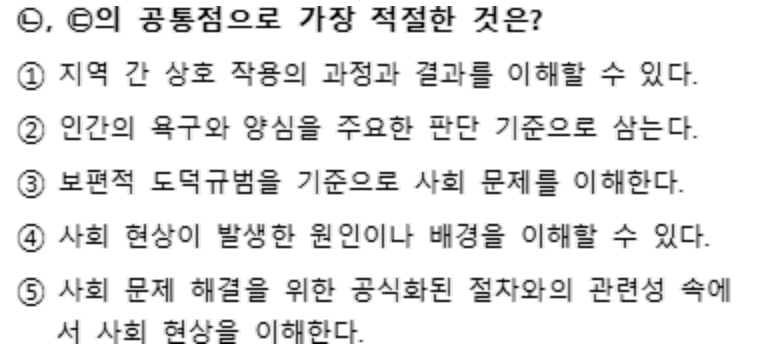 ㉡, ㉢의 공통점으로 가장 적절한 것은?
① 지역 간 상호 작용의 과정과 결과를 이해할 수 있다.
② 인간의 욕구와 양심을 주요한 판단 기준으로 삼는다.
③ 보편적 도덕규범을 기준으로 사회 문제를 이해한다.
④ 사회 현상이 발생한 원인이나 배경을 이해할 수 있다.
⑤ 사회 문제 해결을 위한 공식화된 절차와의 관련성 속에
서 사회 현상을 이해한다.